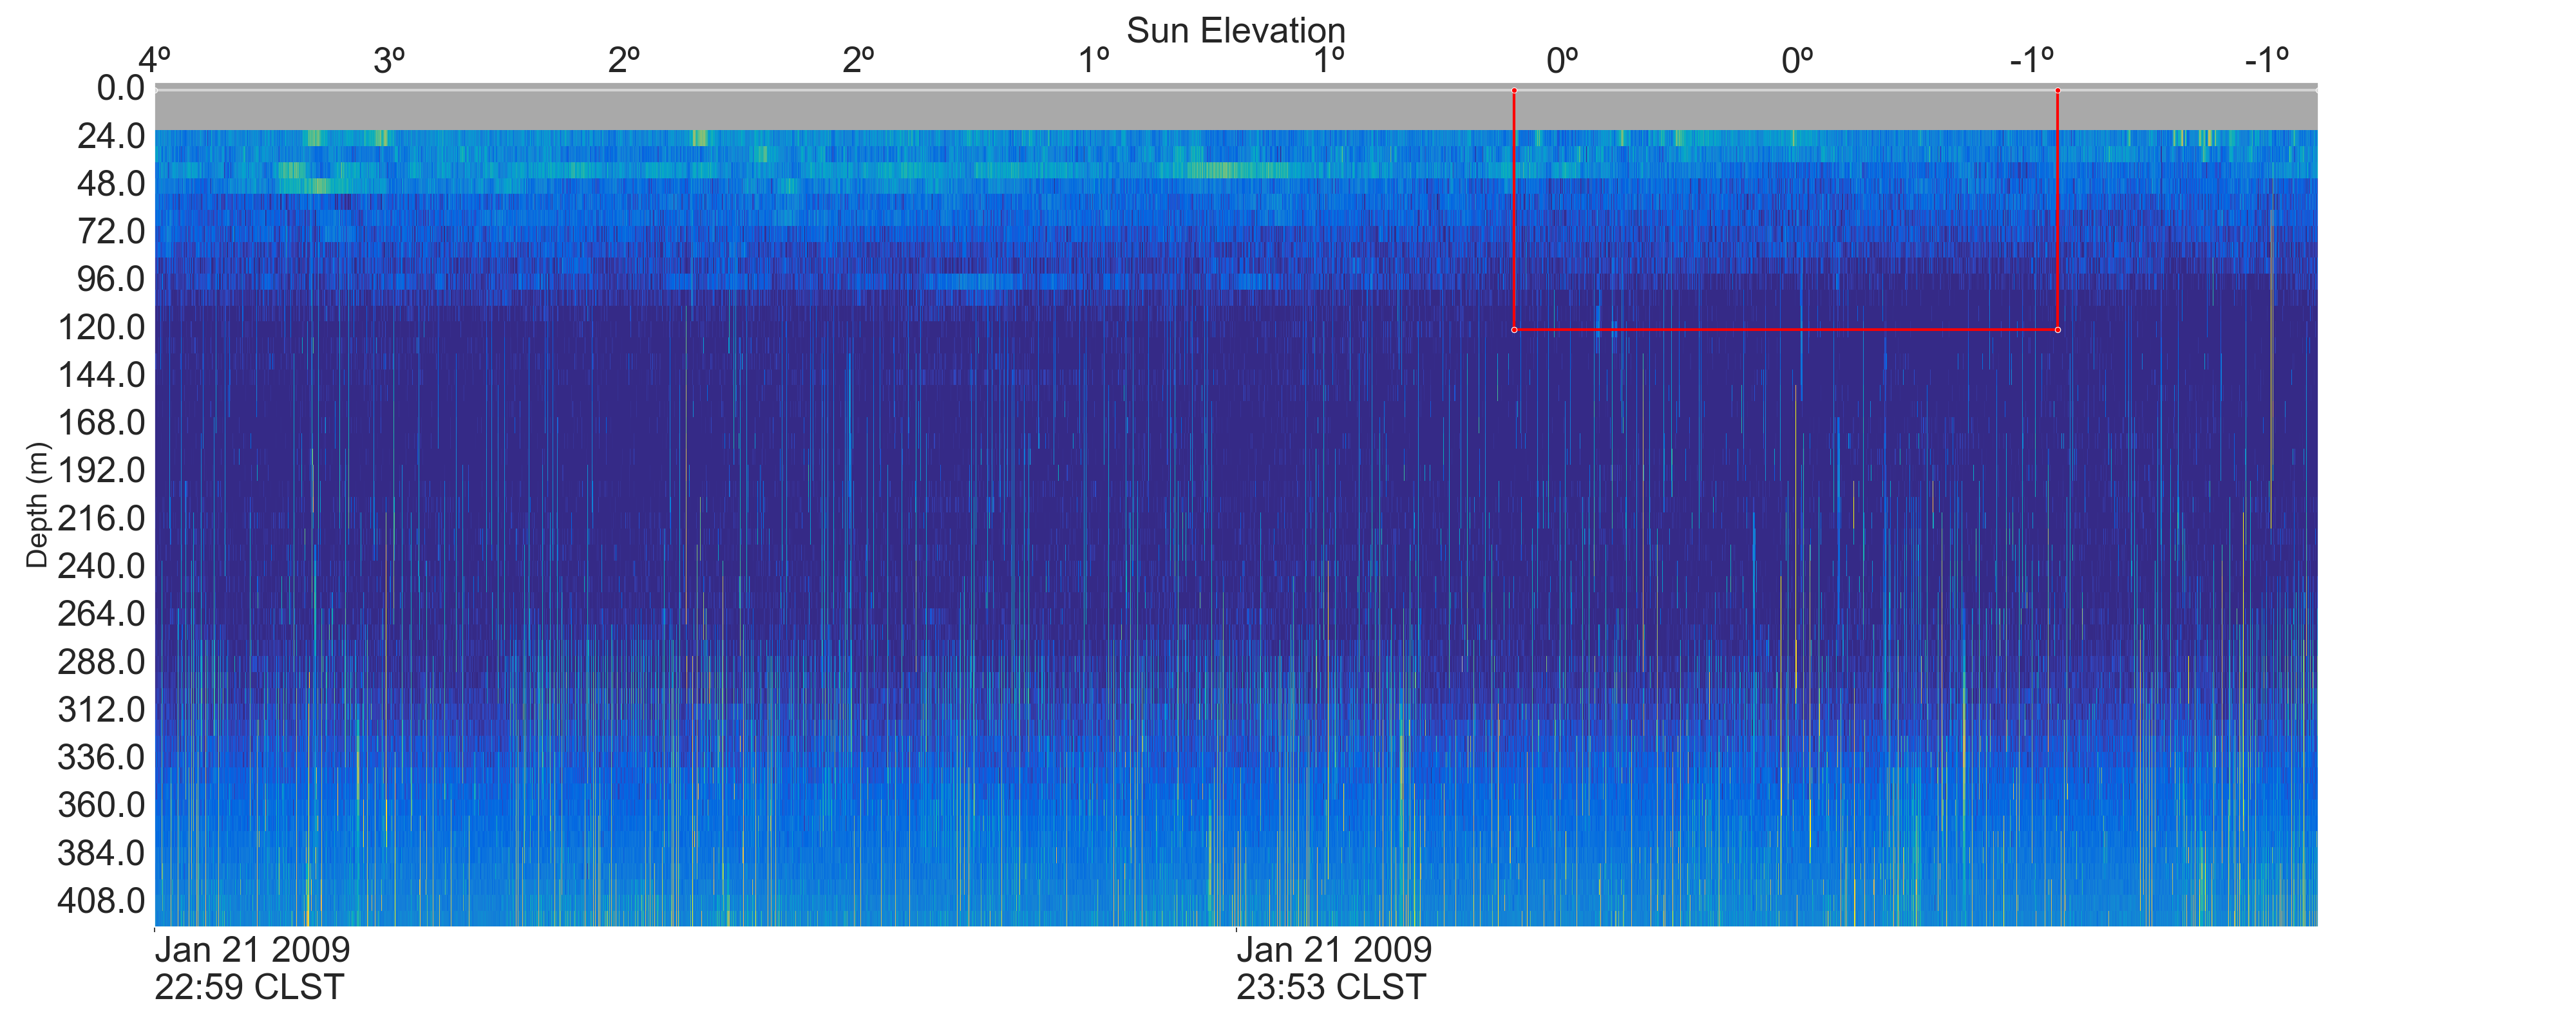 Sun Elevation
4º 3º 2º 2º 1º 1º 0º 0º -1º -1º
Depth (m)
0.0
24.0
48.0
72.0
96.0
120.0
144.0
168.0
192.0
216.0
240.0
264.0
288.0
312.0
336.0
360.0
384.0
408.0
Jan 21 2009
22:59 CLST
Jan 21 2009
23:53 CLST